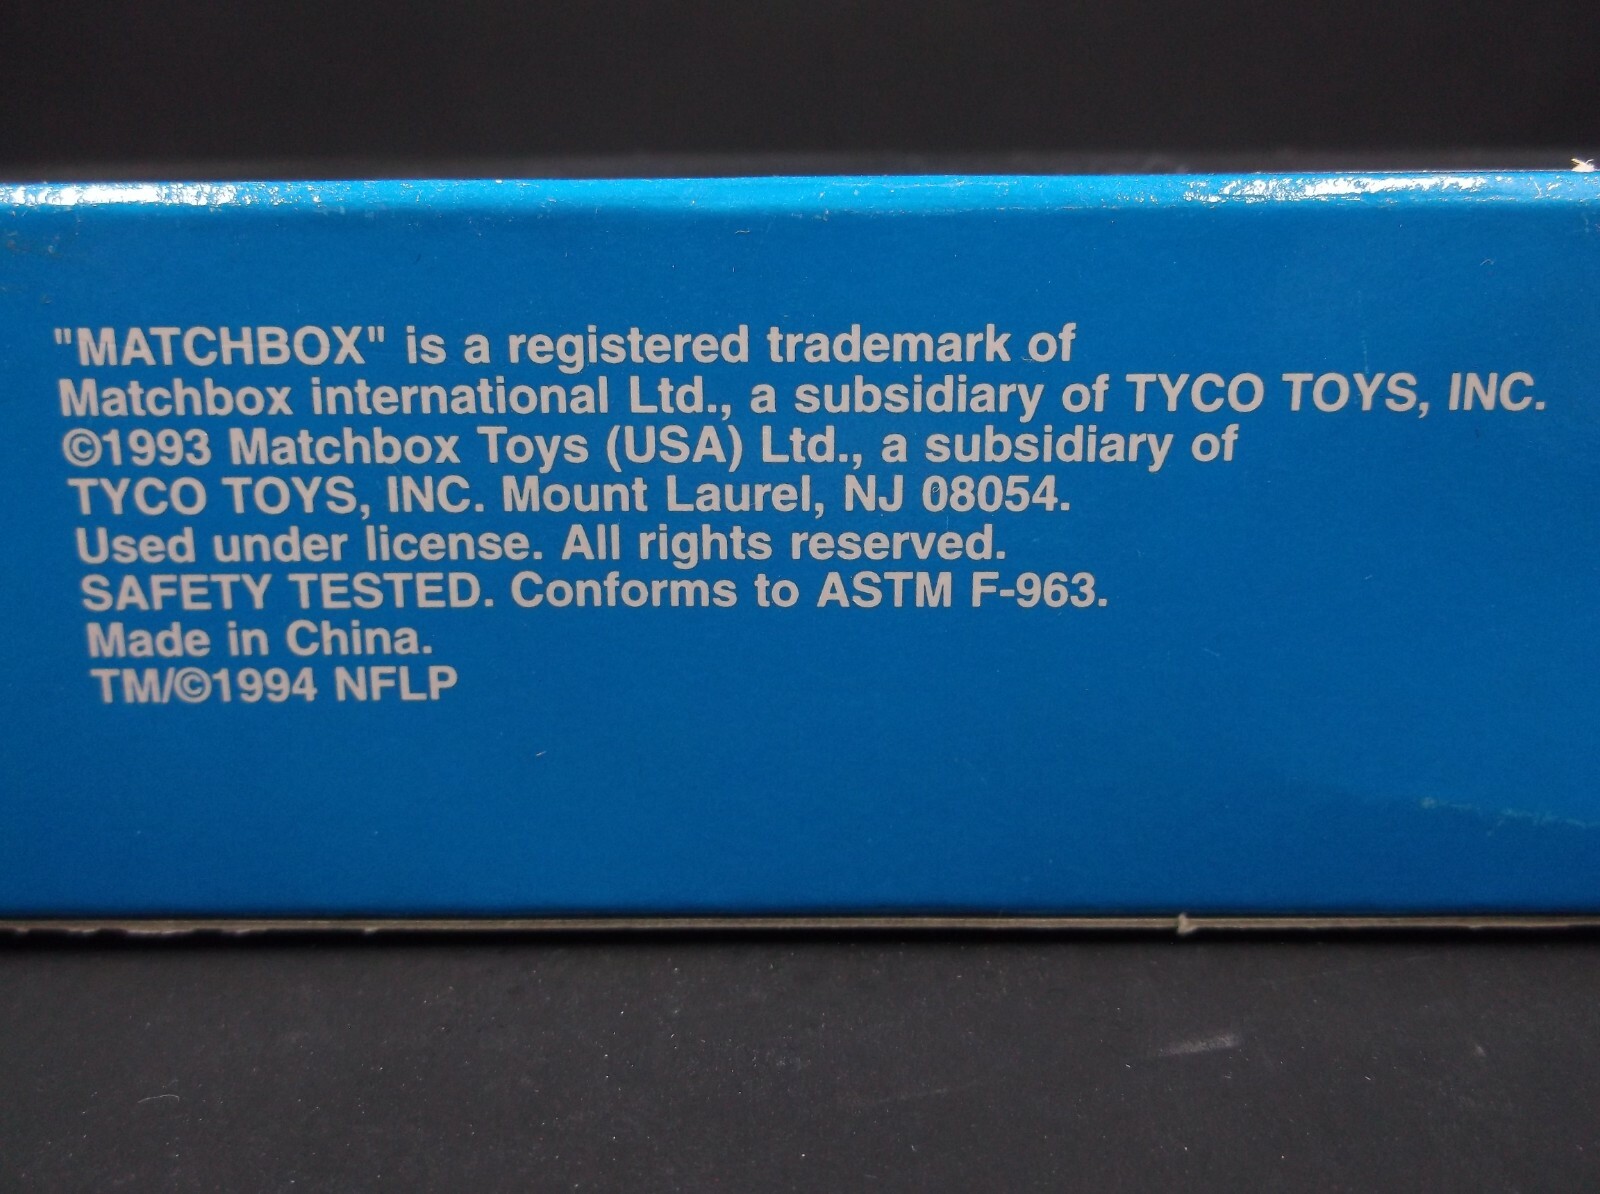 "MATCHBOX" is a registered trademark of
Matchbox international Ltd., a subsidiary of TYCO TOYS, INC.
©1993 Matchbox Toys (USA) Ltd., a subsidiary of
TYCO TOYS, INC. Mount Laurel, NJ 08054.
Used under license. All rights reserved.
SAFETY TESTED. Conforms to ASTM F-963.
Made in China.
TM/©1994 NFLP